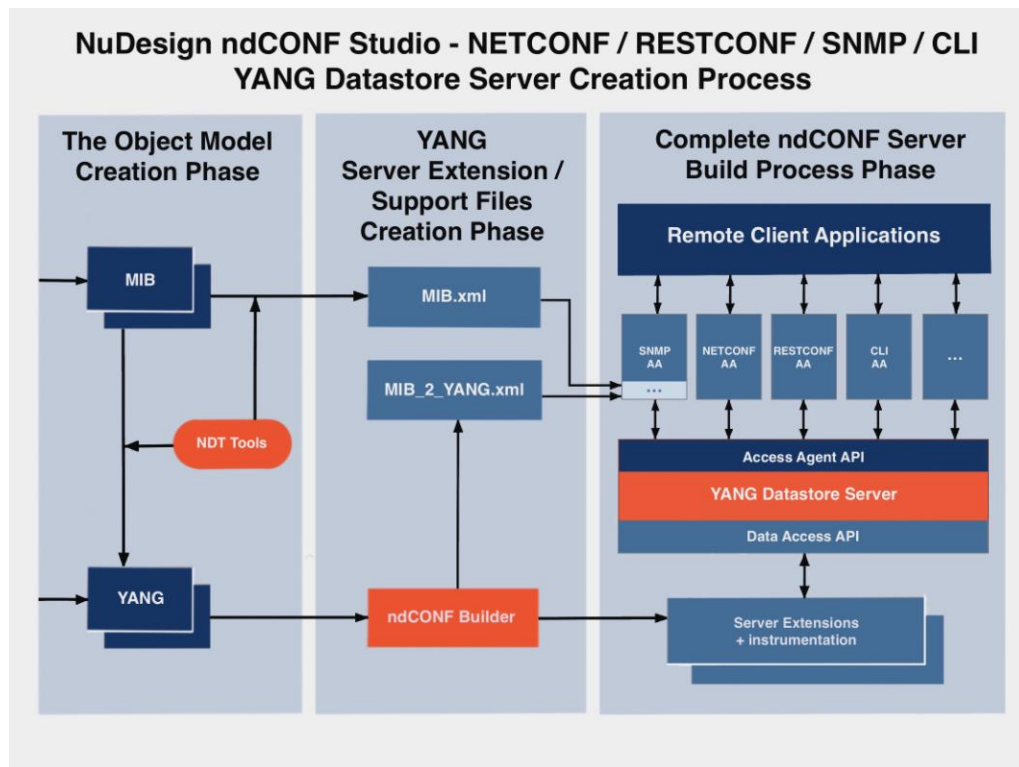 NuDesign ndCONF Studio - NETCONF / RESTCONF / SNMP / CLI
YANG Datastore Server Creation Process
The Object Model
Creation Phase
MIB
NDT Tools
YANG
YANG
Server Extension /
Support Files
Creation Phase
MIB.xml
MIB_2_YANG.xml
ndCONF Builder
Complete ndCONF Server
Build Process Phase
Remote Client Applications
SNMP
AA
...
NETCONF
AA
RESTCONF
AA
CLI
AA
...
Access Agent API
YANG Datastore Server
Data Access API
Server Extensions
+ instrumentation